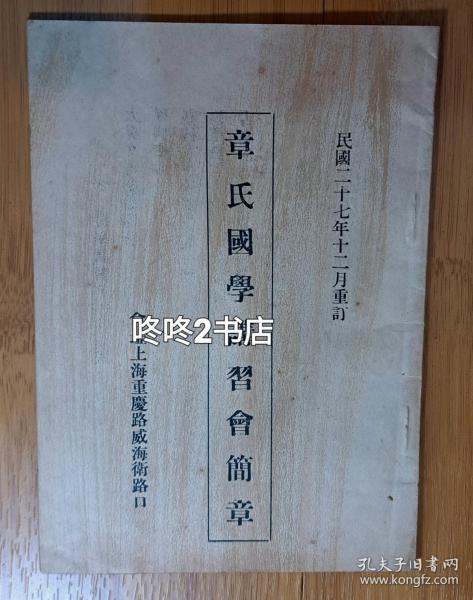 民國二十七年十二月重訂
章氏國學習會簡章
上海重慶路威海衛路口
咚咚2书店
孔夫子旧书网
www.kongfz.com